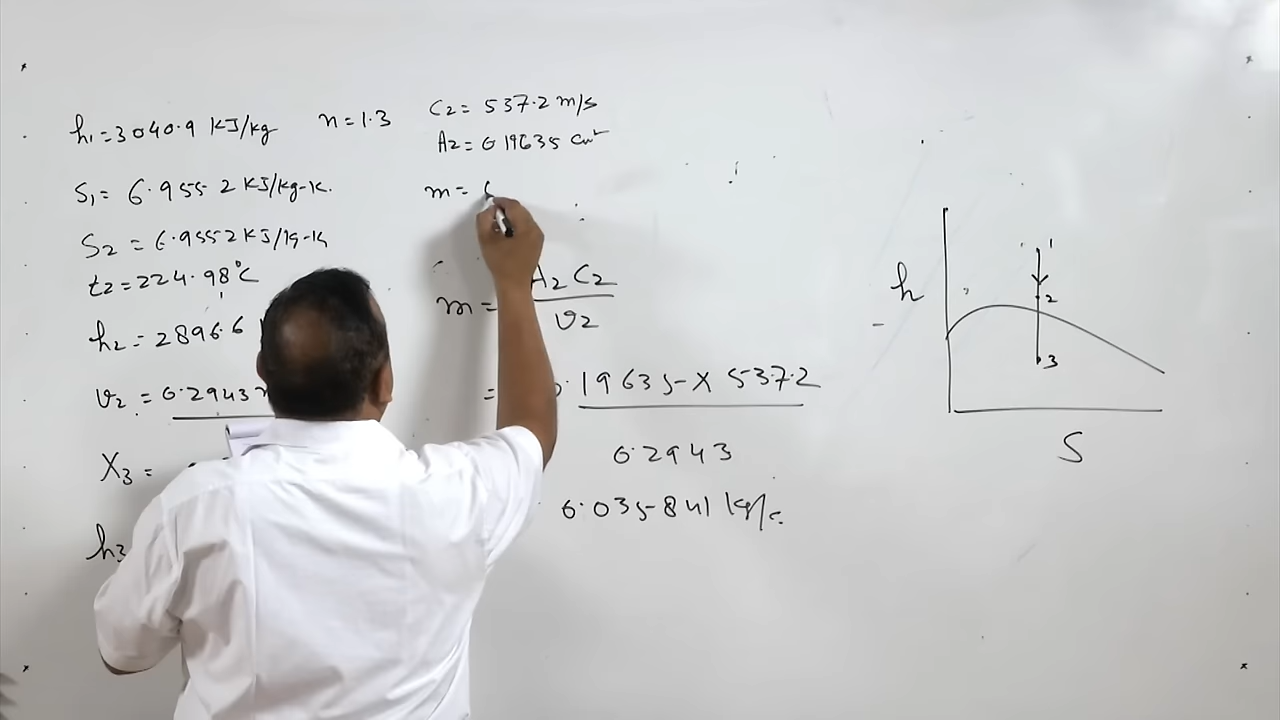 h₁=3040.9 KJ/kg n=1.3
S₁= 6.955 2 KJ/kg-K.
S₂ = 6.9552 KJ/kg-K
t₂=224.98°C
h₂=2896.6
v₂ = 0.2943
X₃ =
h₃
C₂= 537.2 m/s
A₂=0.19635 cm²
m=
m= A₂ C₂
v₂
= .19635 X 537.2
0.2943
0.035841 kg/s.
h
1
2
3
S